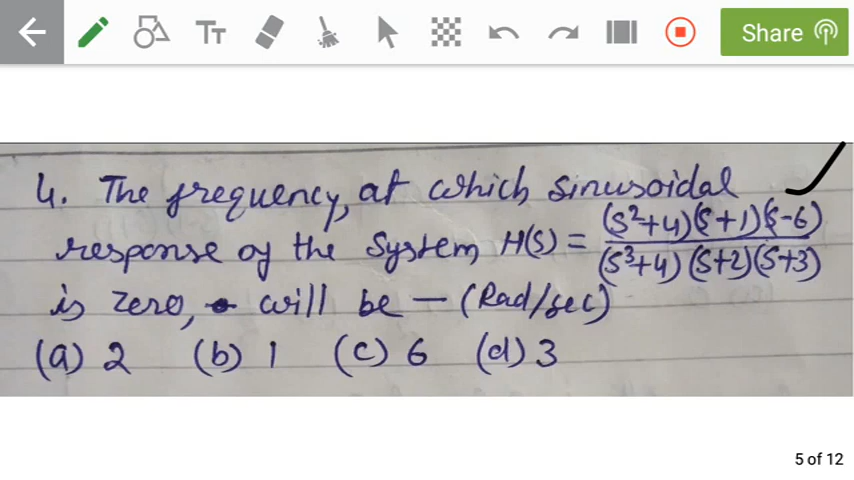 Share
4. The frequency, at which sinusoidal
response of the System, H(s) = (s²+4)(s+1)(s-6) / (s³+4)(s+2)(s+3)
is zero, will be — (Rad/sec)
(a) 2 (b) 1 (c) 6 (d) 3
5 of 12